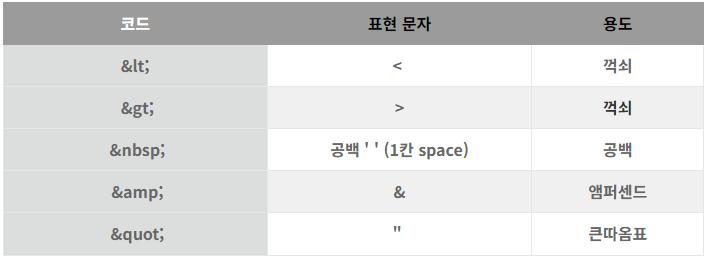 코드 표현 문자 용도
&lt; < 꺽쇠
&gt; > 꺽쇠
&nbsp; 공백 ' ' (1칸 space) 공백
&amp; & 앰퍼센드
&quot; " 큰따옴표